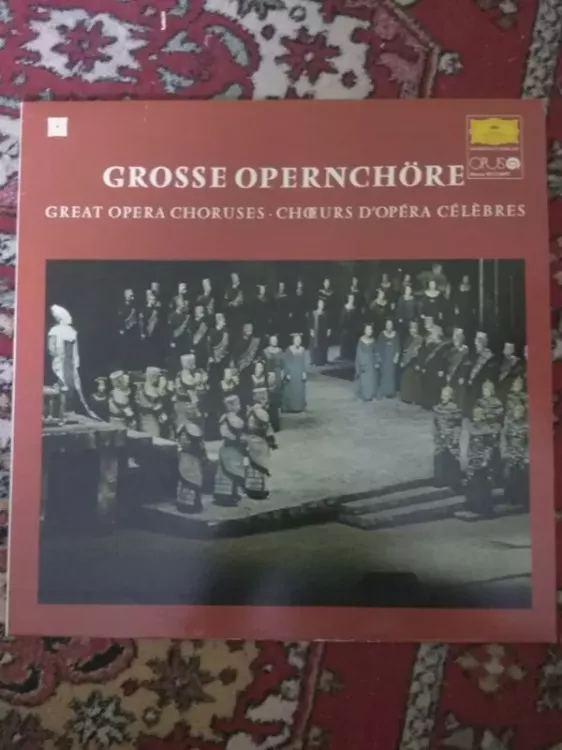 OPUS
GROSSE OPERNCHÖRE
GREAT OPERA CHORUSES · CHŒURS D'OPÉRA CÉLÈBRES